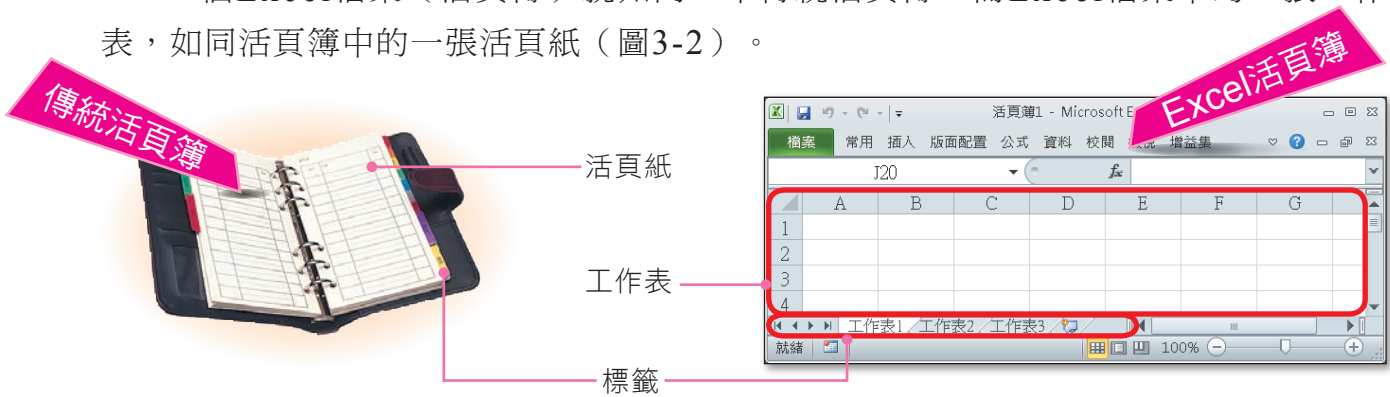 表，如同活頁簿中的一張活頁紙（圖3-2）。
傳統活頁簿
Excel活頁簿
活頁紙
工作表
標籤
活頁簿1 - Microsoft E
檔案 常用 插入 版面配置 公式 資料 校閱 增益集
J20 fx
A B C D E F G
1
2
3
4
工作表1 工作表2 工作表3
就緒 100%